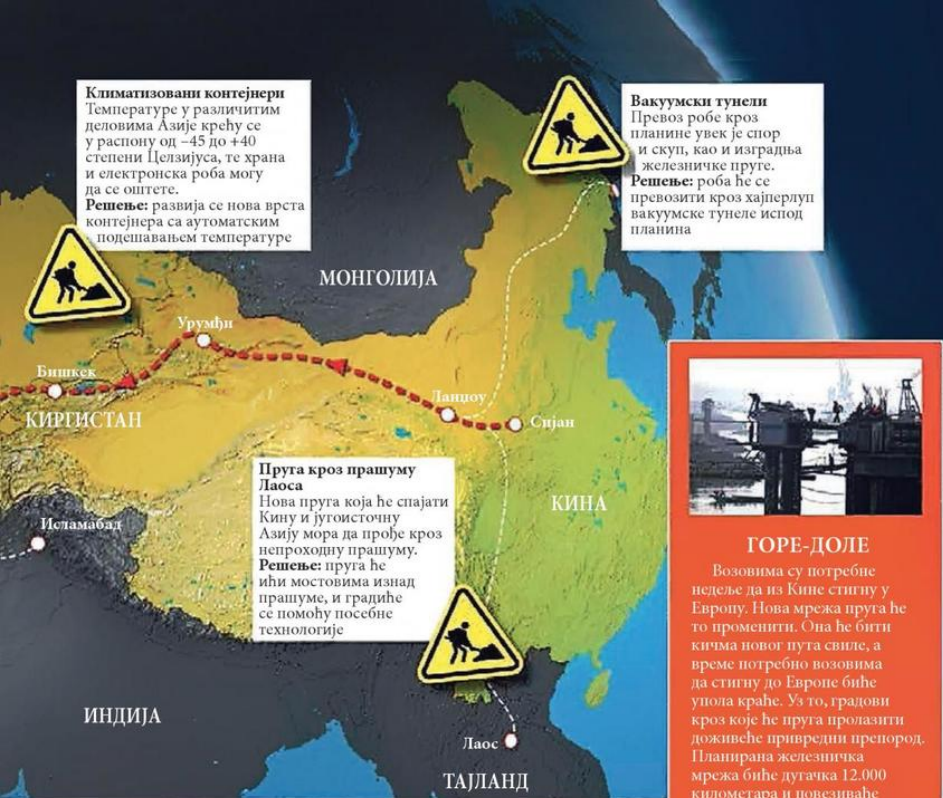 Климатизовани контејнери
Температуре у различитим
деловима Азије крећу се
у распону од –45 до +40
степени Целзијуса, те храна
и електронска роба могу
да се оштете.
Решење: развија се нова врста
контејнера са аутоматским
подешавањем температуре
Вакуумски тунели
Превоз робе кроз
планине увек је спор
и скуп, као и изградња
железничке пруге.
Решење: роба ће се
превозити кроз хајперлуп
вакуумске тунеле испод
планина
МОНГОЛИЈА
Урумћи
Бишкек
КИРГИСТАН
Ланџоу
Сијан
КИНА
Исламабад
Пруга кроз прашуму
Лаоса
Нова пруга која ће спајати
Кину и југоисточну
Азију мора да прође кроз
непроходну прашуму.
Решење: пруга ће
ићи мостовима изнад
прашуме, и градиће
се помоћу посебне
технологије
ИНДИЈА
Лаос
ТАЈЛАНД
ГОРЕ-ДОЛЕ
Возовима су потребне
недеље да из Кине стигну у
Европу. Нова мрежа пруга ће
то променити. Она ће бити
кичма новог пута свиле, а
време потребно возовима
да стигну до Европе биће
упола краће. Уз то, градови
кроз које ће пруга пролазити
доживеће привредни препород.
Планирана железничка
мрежа биће дугачка 12.000
километара и повезиваће